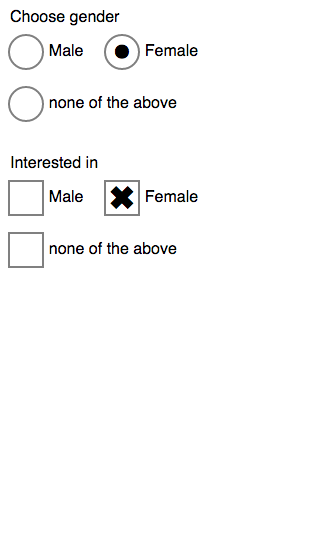 Choose gender
Male Female
none of the above
Interested in
Male Female
none of the above